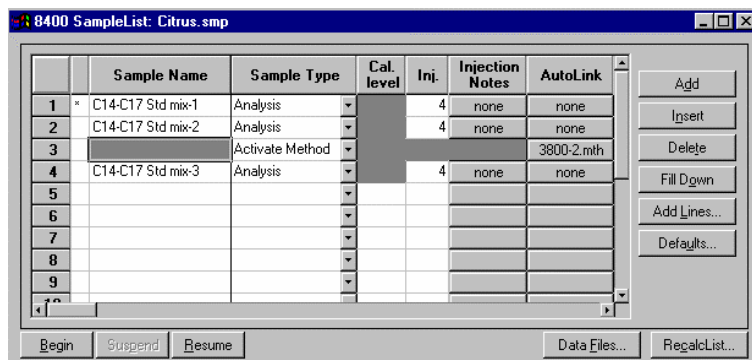 8400 SampleList: Citrus.smp
Sample Name Sample Type Cal. level Inj. Injection Notes AutoLink
1 * C14-C17 Std mix-1 Analysis 4 none none
2 C14-C17 Std mix-2 Analysis 4 none none
3 Activate Method 3800-2.mth
4 C14-C17 Std mix-3 Analysis 4 none none
5
6
7
8
9
10
Add
Insert
Delete
Fill Down
Add Lines...
Defaults...
Begin Suspend Resume Data Files... RecalcList...